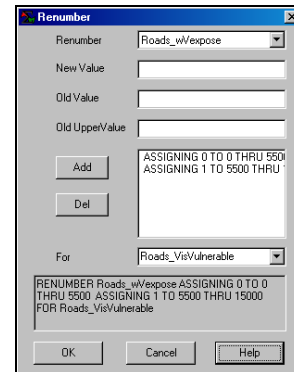 Renumber
Renumber Roads_wVexpose
New Value
Old Value
Old UpperValue
Add
ASSIGNING 0 TO 0 THRU 550
ASSIGNING 1 TO 5500 THRU
Del
For Roads_VisVulnerable
RENUMBER Roads_wVexpose ASSIGNING 0 TO 0
THRU 5500 ASSIGNING 1 TO 5500 THRU 15000
FOR Roads_VisVulnerable
OK Cancel Help